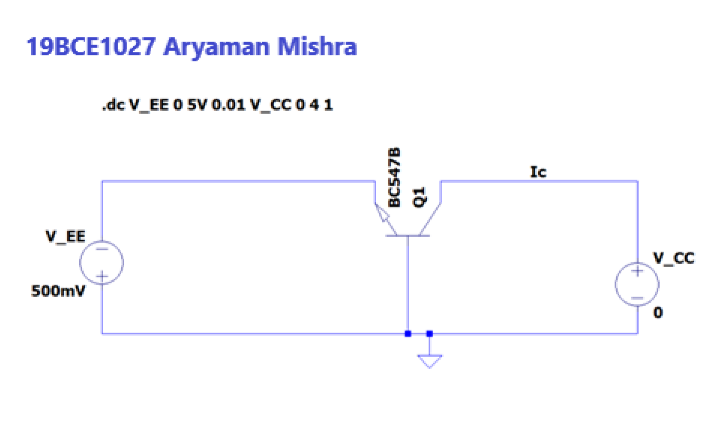 19BCE1027 Aryaman Mishra
.dc V_EE 0 5V 0.01 V_CC 0 4 1
BC547B
Q1
Ic
V_EE
500mV
V_CC
0